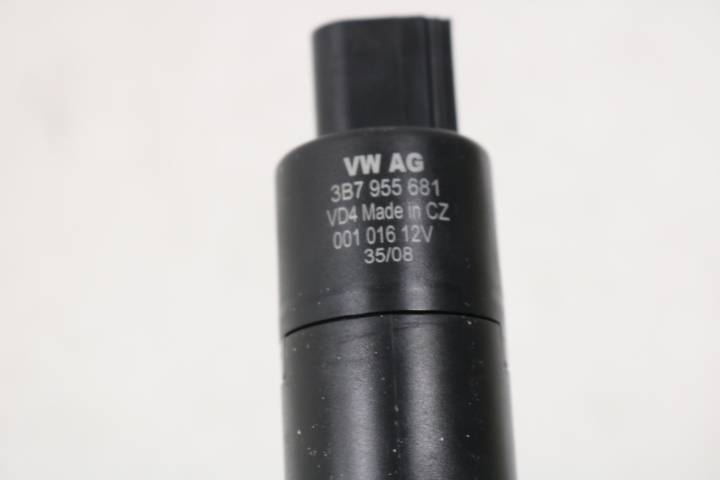 VW AG
3B7 955 681
VD4 Made in CZ
001 016 12V
35/08